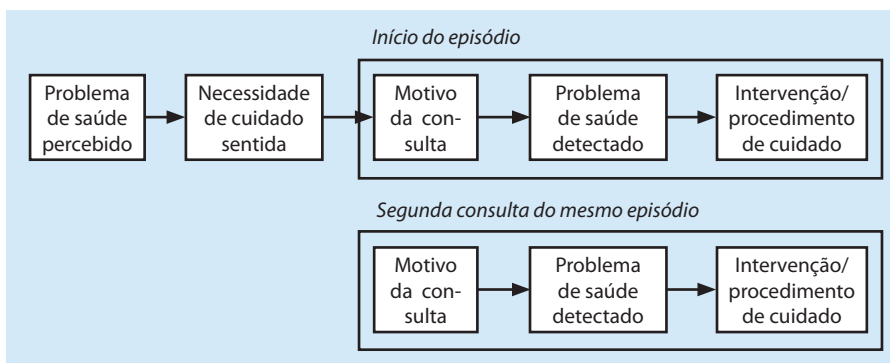 Início do episódio
Problema
de saúde
percebido
Necessidade
de cuidado
sentida
Motivo
da con-
sulta
Problema
de saúde
detectado
Intervenção/
procedimento
de cuidado
Segunda consulta do mesmo episódio
Motivo
da con-
sulta
Problema
de saúde
detectado
Intervenção/
procedimento
de cuidado